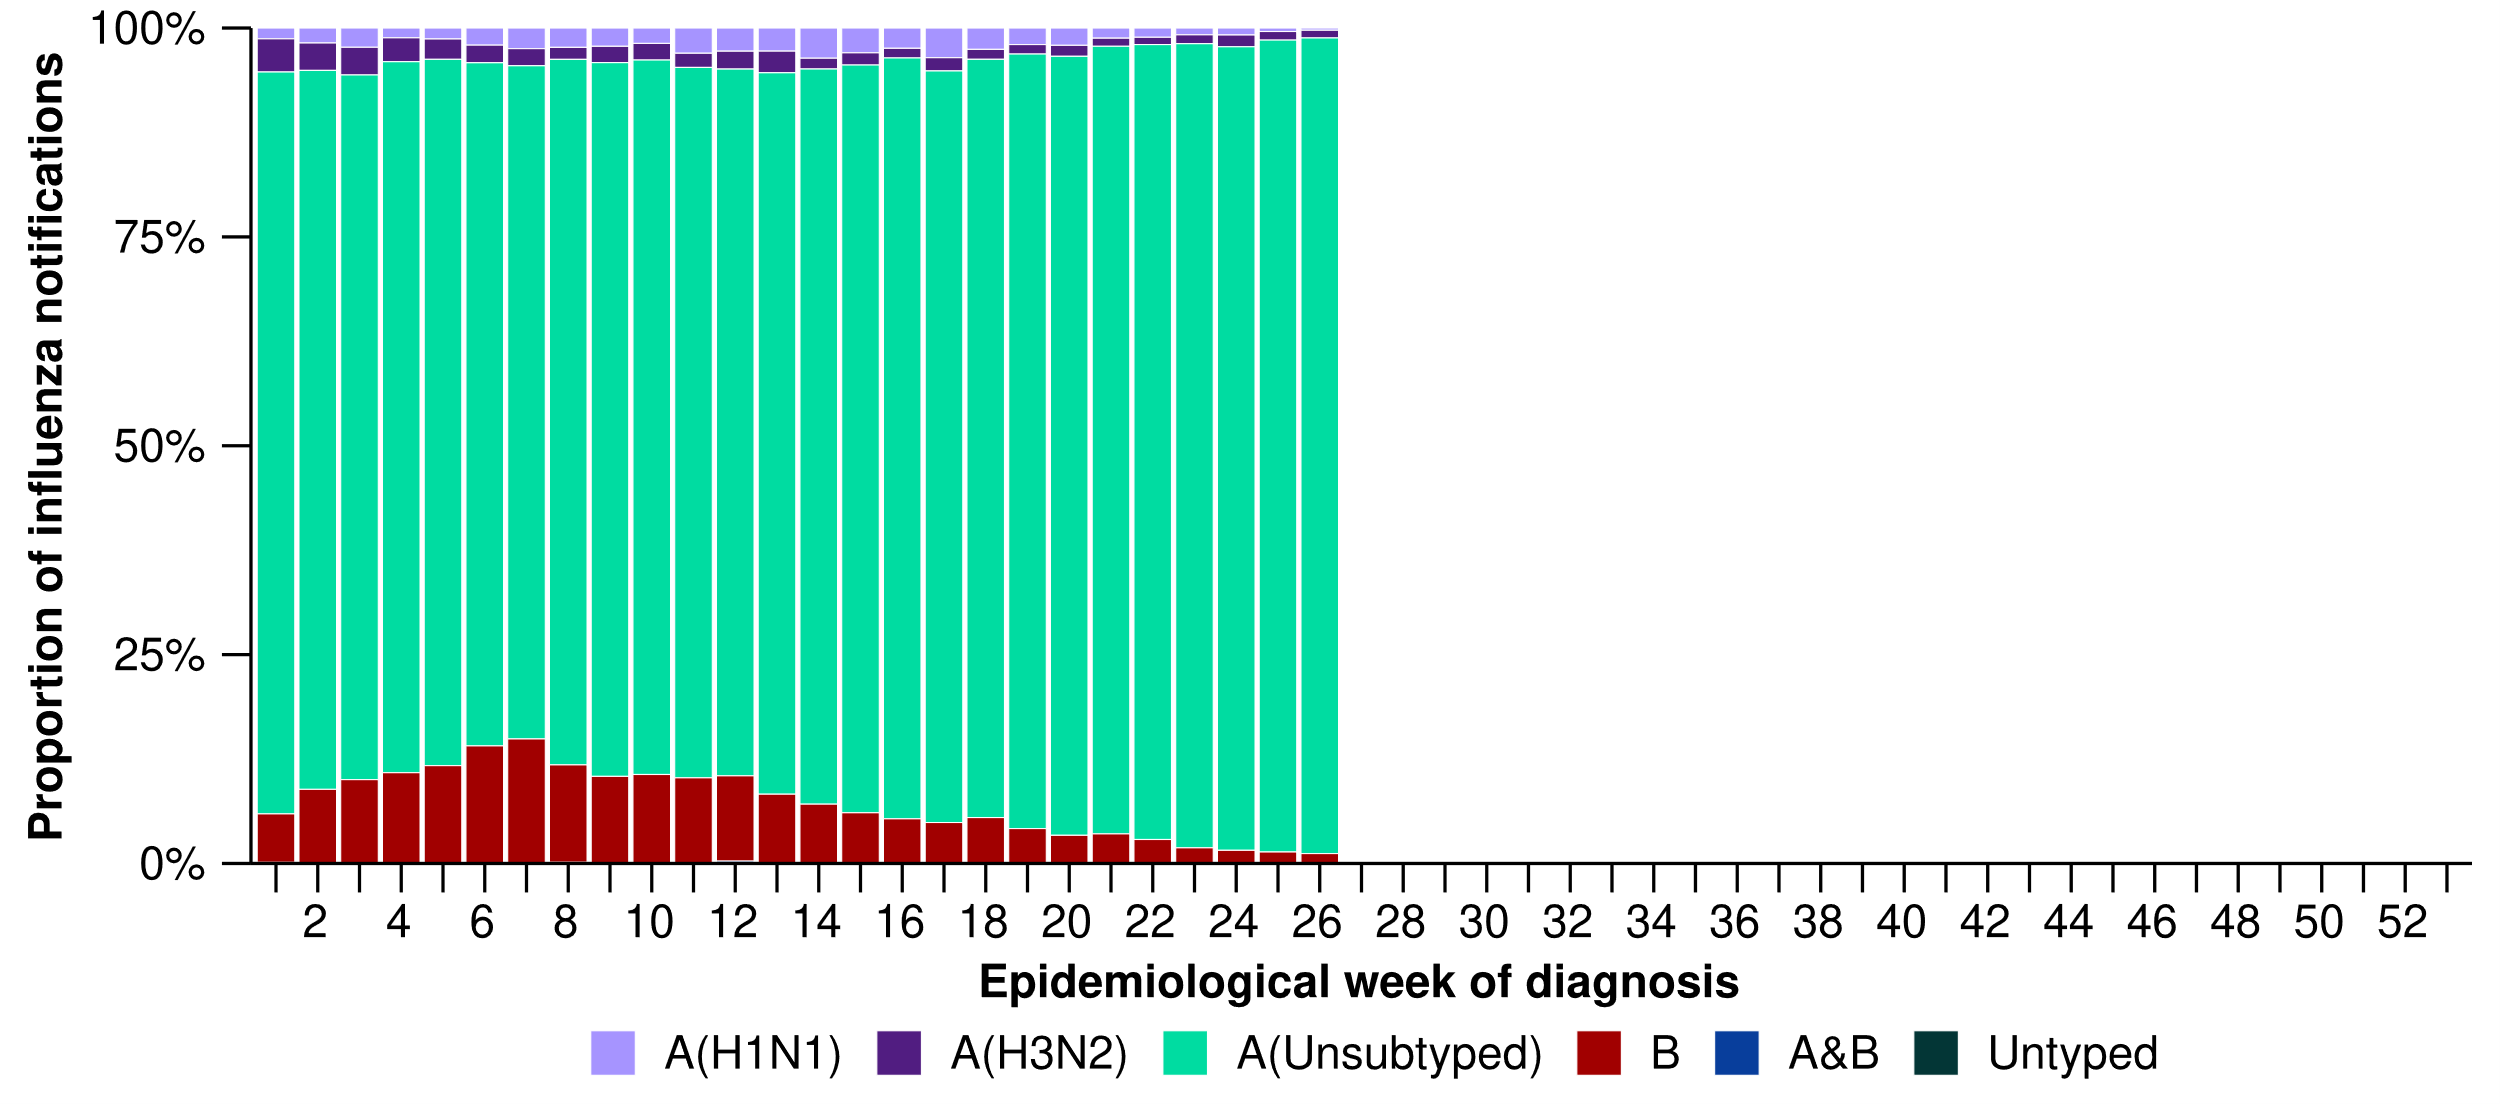 Proportion of influenza notifications
100%
75%
50%
25%
0%
2 4 6 8 10 12 14 16 18 20 22 24 26 28 30 32 34 36 38 40 42 44 46 48 50 52
Epidemiological week of diagnosis
A(H1N1) A(H3N2) A(Unsubtyped) B A&B Untyped